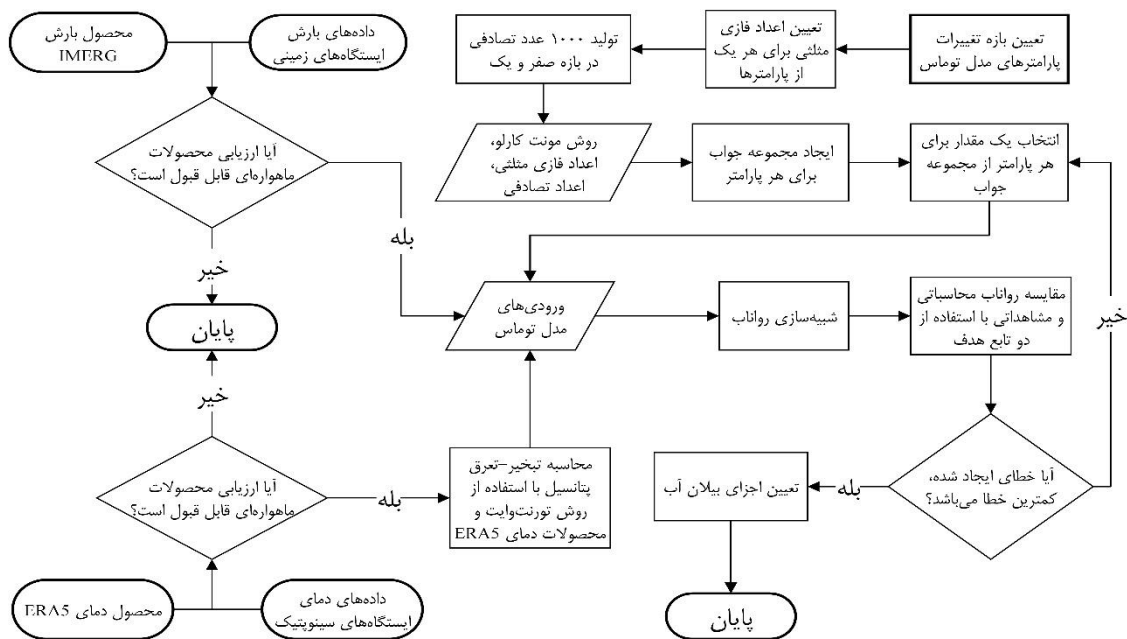 محصول بارش
IMERG
داده‌های بارش
ایستگاه‌های زمینی
آیا ارزیابی محصولات
ماهواره‌ای قابل قبول است؟
بله
خیر
پایان
خیر
آیا ارزیابی محصولات
ماهواره‌ای قابل قبول است؟
بله
محصول دمای ERA5
داده‌های دمای
ایستگاه‌های سینوپتیک
محاسبه تبخیر-تعرق
پتانسیل با استفاده از
روش تورنت‌وایت و
محصولات دمای ERA5
تعیین بازه تغییرات
پارامترهای مدل توماس
تعیین اعداد فازی
مثلثی برای هر یک
از پارامترها
تولید ۱۰۰۰ عدد تصادفی
در بازه صفر و یک
روش مونت کارلو،
اعداد فازی مثلثی،
اعداد تصادفی
ایجاد مجموعه جواب
برای هر پارامتر
انتخاب یک مقدار برای
هر پارامتر از مجموعه
جواب
ورودی‌های
مدل توماس
شبیه‌سازی رواناب
مقایسه رواناب محاسباتی
و مشاهداتی با استفاده از
دو تابع هدف
خیر
آیا خطای ایجاد شده،
کمترین خطا می‌باشد؟
بله
تعیین اجزای بیلان آب
پایان